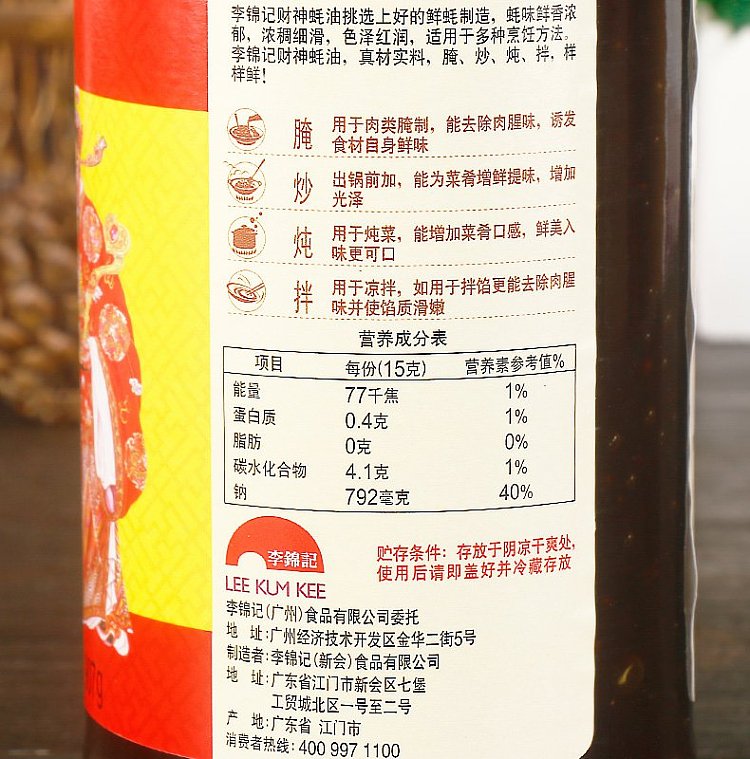 李锦记财神蚝油挑选上好的鲜蚝制造，蚝味鲜香浓
郁、浓稠细滑，色泽红润，适用于多种烹饪方法。
李锦记财神蚝油，真材实料，腌、炒、炖、拌，样
样鲜！
腌 用于肉类腌制，能去除肉腥味，诱发
食材自身鲜味
炒 出锅前加，能为菜肴增鲜提味，增加
光泽
炖 用于炖菜，能增加菜肴口感，鲜美入
味更可口
拌 用于凉拌，如用于拌馅更能去除肉腥
味并使馅质滑嫩
营养成分表
项目 每份(15克) 营养素参考值%
能量 77千焦 1%
蛋白质 0.4克 1%
脂肪 0克 0%
碳水化合物 4.1克 1%
钠 792毫克 40%
李錦記
LEE KUM KEE
贮存条件：存放于阴凉干爽处，
使用后请即盖好并冷藏存放
李锦记(广州)食品有限公司委托
地 址:广州经济技术开发区金华二街5号
制造者:李锦记(新会)食品有限公司
地 址:广东省江门市新会区七堡
工贸城北区一号至二号
产 地:广东省 江门市
消费者热线:400 997 1100